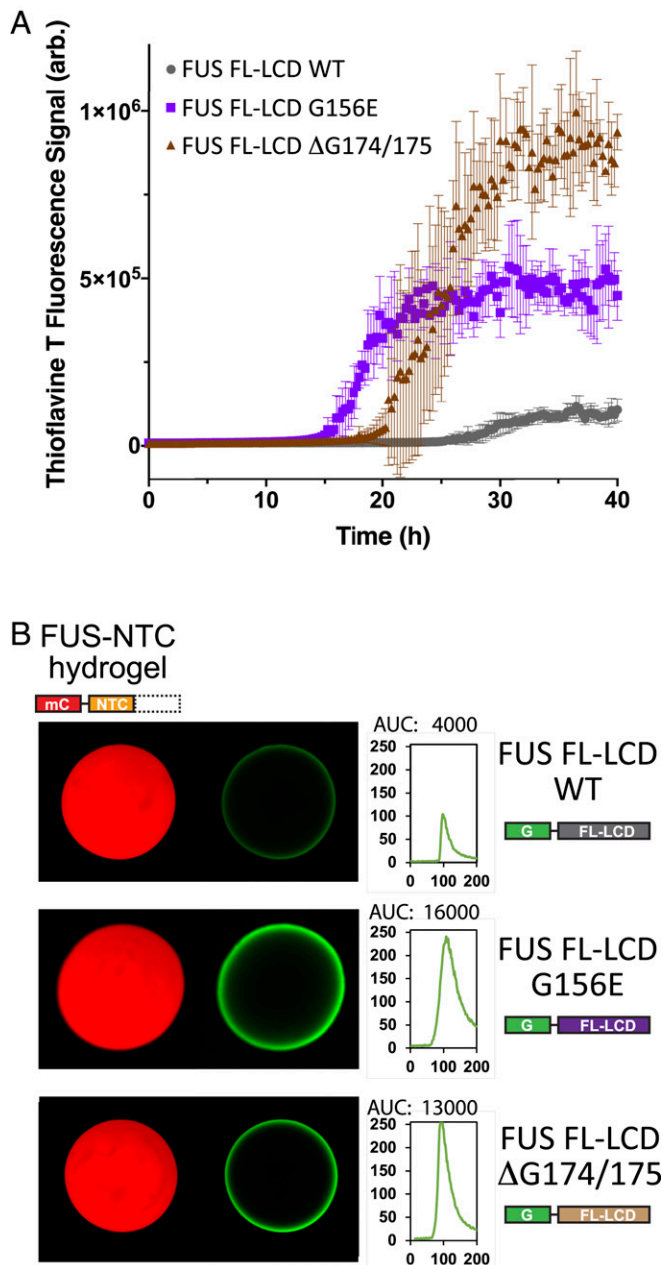 A
Thioflavine T Fluorescence Signal (arb.)
1×10⁶
5×10⁵
0
FUS FL-LCD WT
FUS FL-LCD G156E
FUS FL-LCD ΔG174/175
0 10 20 30 40
Time (h)
B FUS-NTC
hydrogel
mC NTC
AUC: 4000
250
200
150
100
50
0
0 100 200
FUS FL-LCD
WT
G FL-LCD
AUC: 16000
250
200
150
100
50
0
0 100 200
FUS FL-LCD
G156E
G FL-LCD
AUC: 13000
250
200
150
100
50
0
0 100 200
FUS FL-LCD
ΔG174/175
G FL-LCD